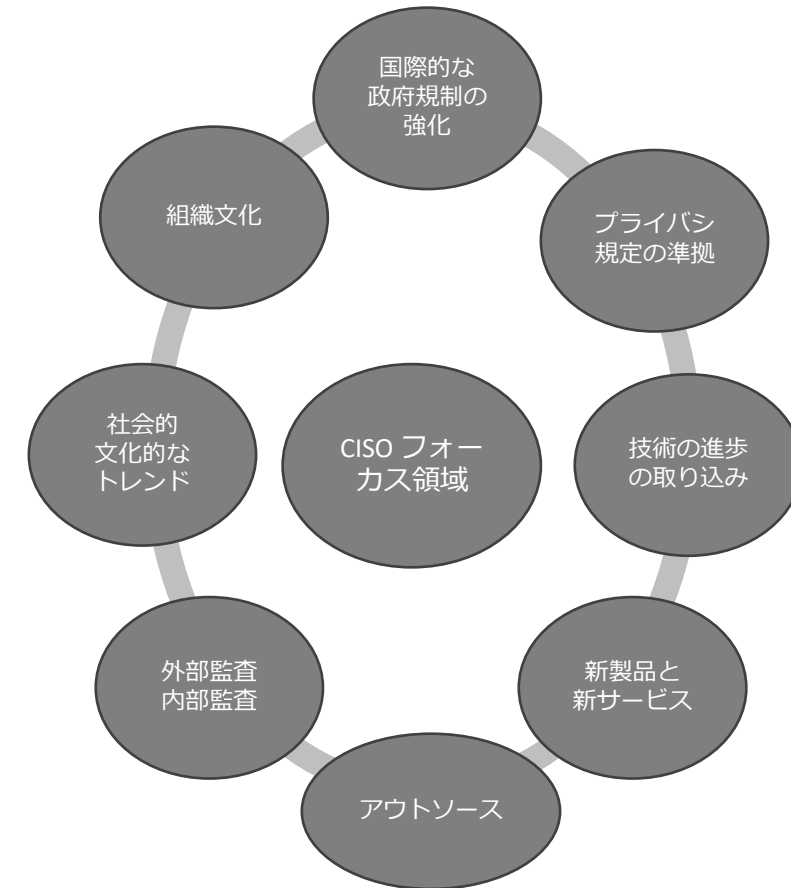 国際的な
政府規制の
強化
プライバシ
規定の準拠
技術の進歩
の取り込み
新製品と
新サービス
アウトソース
外部監査
内部監査
社会的
文化的な
トレンド
組織文化
CISO フォー
カス領域